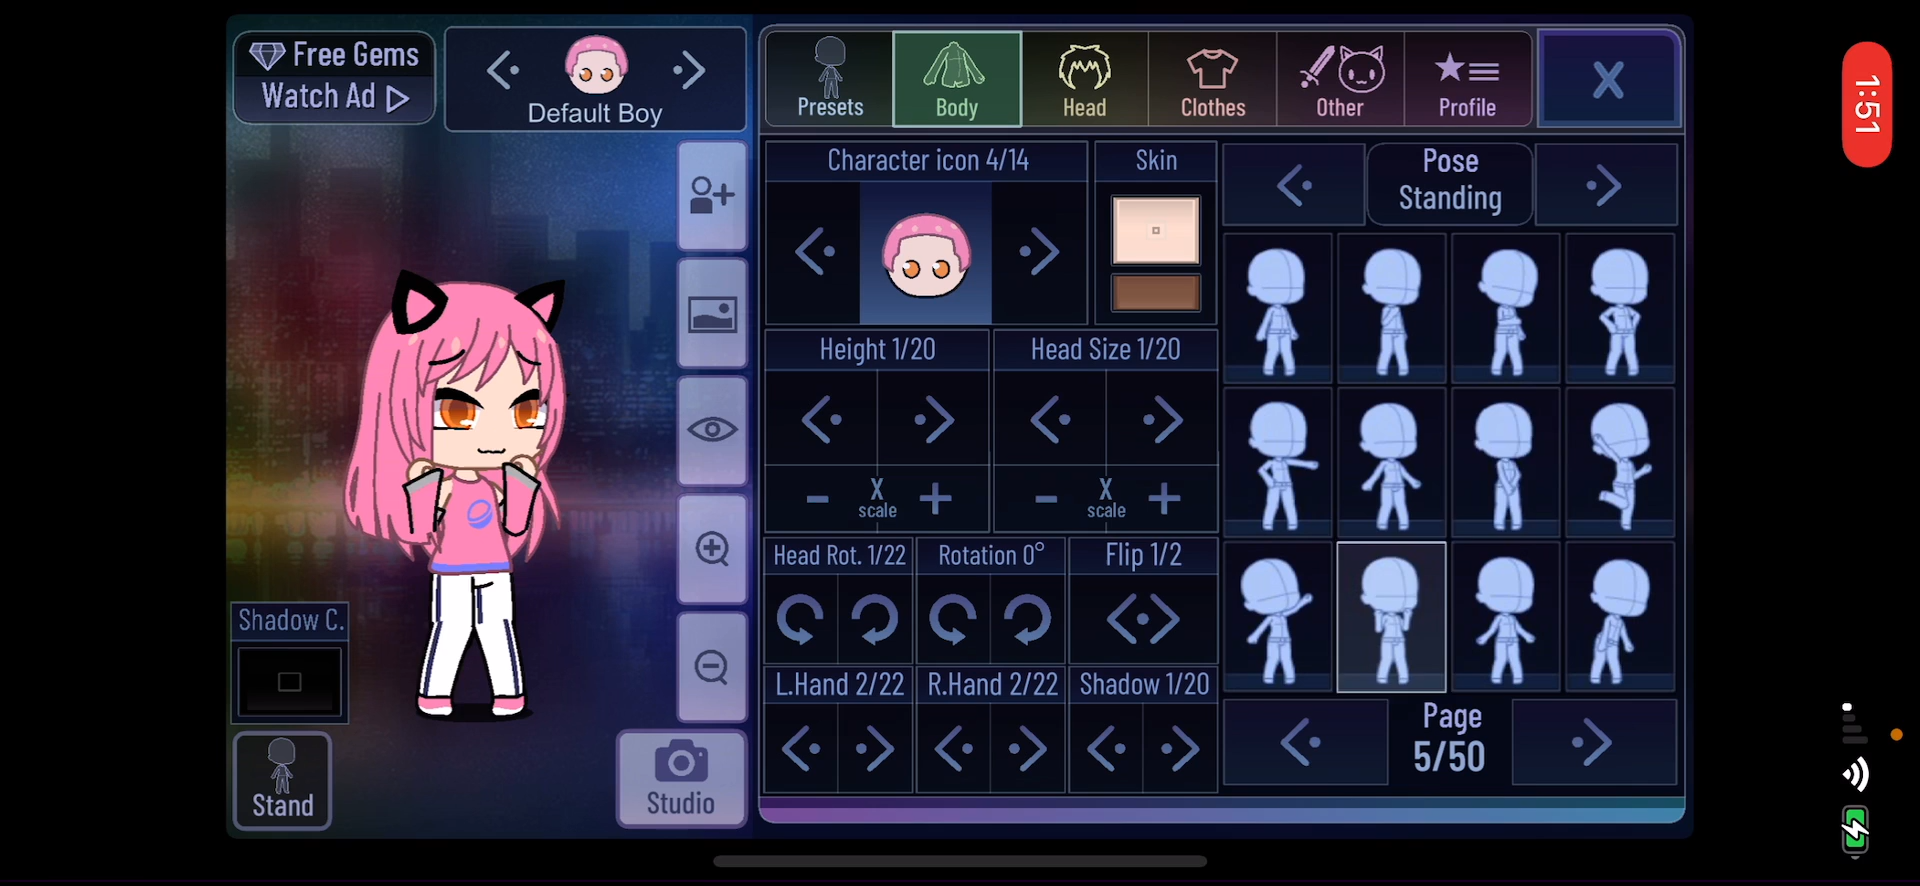 Free Gems
Watch Ad
Default Boy
Presets
Body
Head
Clothes
Other
Profile
X
1:51
Character icon 4/14
Skin
Pose
Standing
Height 1/20
Head Size 1/20
X
scale
X
scale
Head Rot. 1/22
Rotation 0°
Flip 1/2
Shadow C.
L.Hand 2/22
R.Hand 2/22
Shadow 1/20
Page
5/50
Stand
Studio